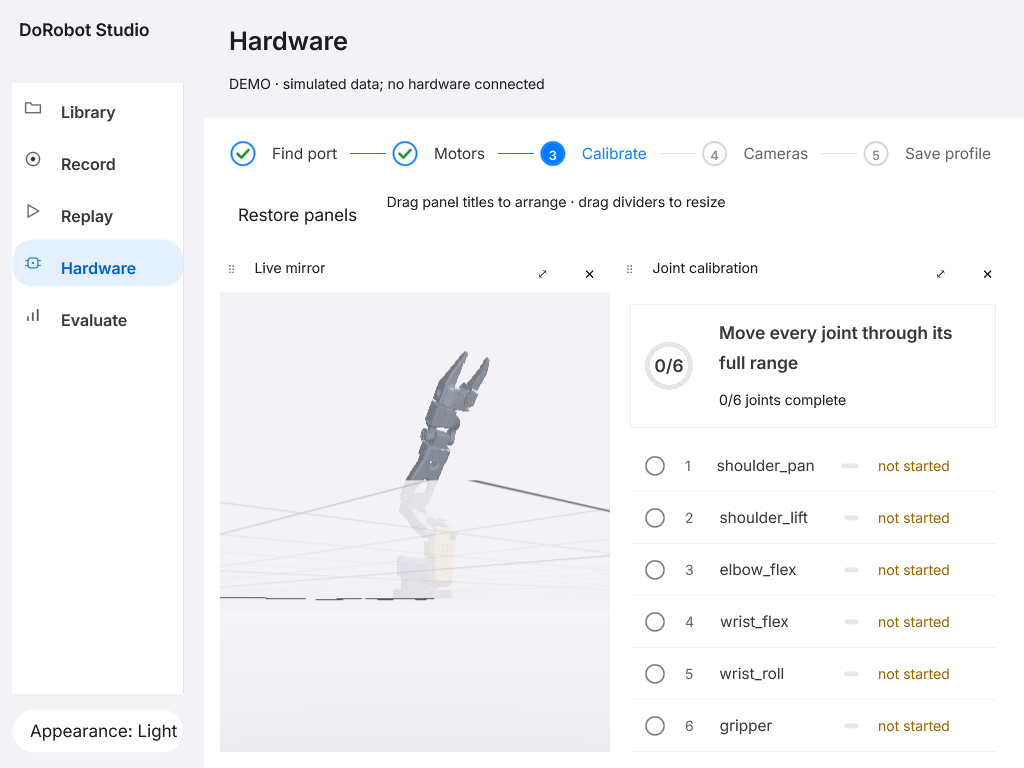 DoRobot Studio
Hardware
DEMO · simulated data; no hardware connected
Library
Record
Replay
Hardware
Evaluate
Appearance: Light
Find port
Motors
3 Calibrate
4 Cameras
5 Save profile
Restore panels
Drag panel titles to arrange · drag dividers to resize
Live mirror
Joint calibration
0/6
Move every joint through its
full range
0/6 joints complete
1 shoulder_pan not started
2 shoulder_lift not started
3 elbow_flex not started
4 wrist_flex not started
5 wrist_roll not started
6 gripper not started